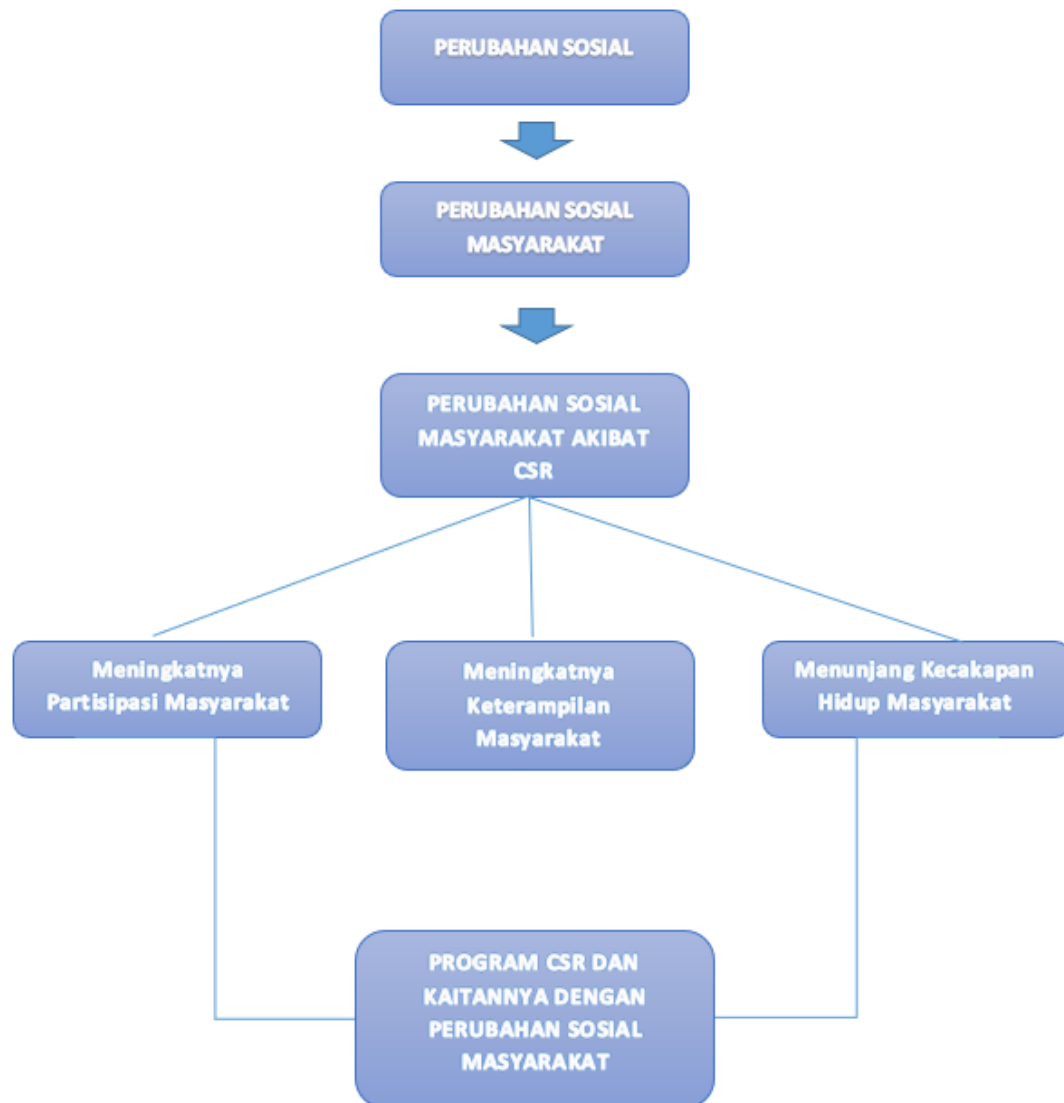 PERUBAHAN SOSIAL
PERUBAHAN SOSIAL
MASYARAKAT
PERUBAHAN SOSIAL
MASYARAKAT AKIBAT
CSR
Meningkatnya
Partisipasi Masyarakat
Meningkatnya
Keterampilan
Masyarakat
Menunjang Kecakapan
Hidup Masyarakat
PROGRAM CSR DAN
KAITANNYA DENGAN
PERUBAHAN SOSIAL
MASYARAKAT